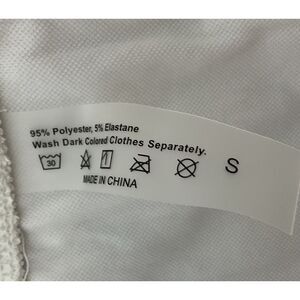 95% Polyester, 5% Elastane
Wash Dark Colored Clothes Separately.
30 S
MADE IN CHINA